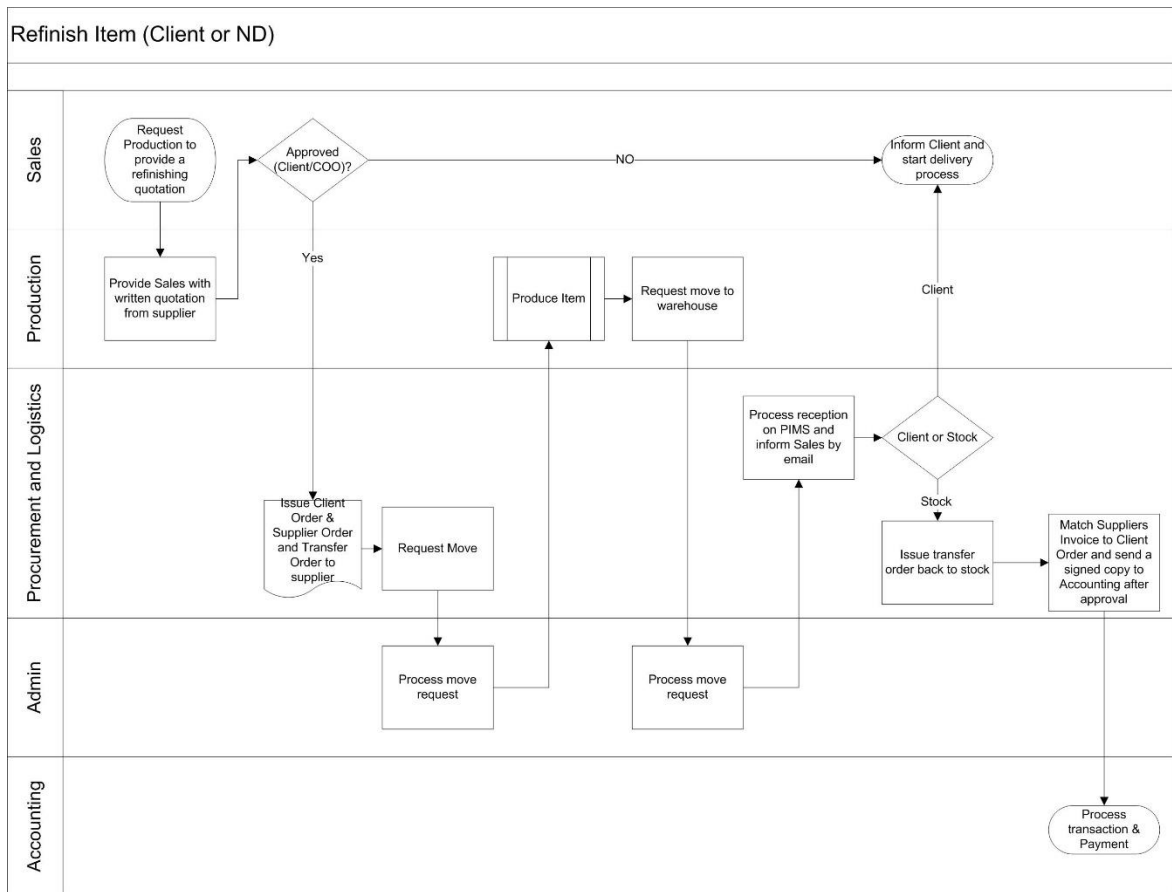 Refinish Item (Client or ND)
Sales
Request
Production to
provide a
refinishing
quotation
Approved
(Client/COO)?
NO
Inform Client and
start delivery
process
Yes
Production
Provide Sales with
written quotation
from supplier
Produce Item
Request move to
warehouse
Client
Procurement and Logistics
Process reception
on PIMS and
inform Sales by
email
Client or Stock
Stock
Issue Client
Order &
Supplier Order
and Transfer
Order to
supplier
Request Move
Issue transfer
order back to stock
Match Suppliers
Invoice to Client
Order and send a
signed copy to
Accounting after
approval
Admin
Process move
request
Process move
request
Accounting
Process
transaction &
Payment